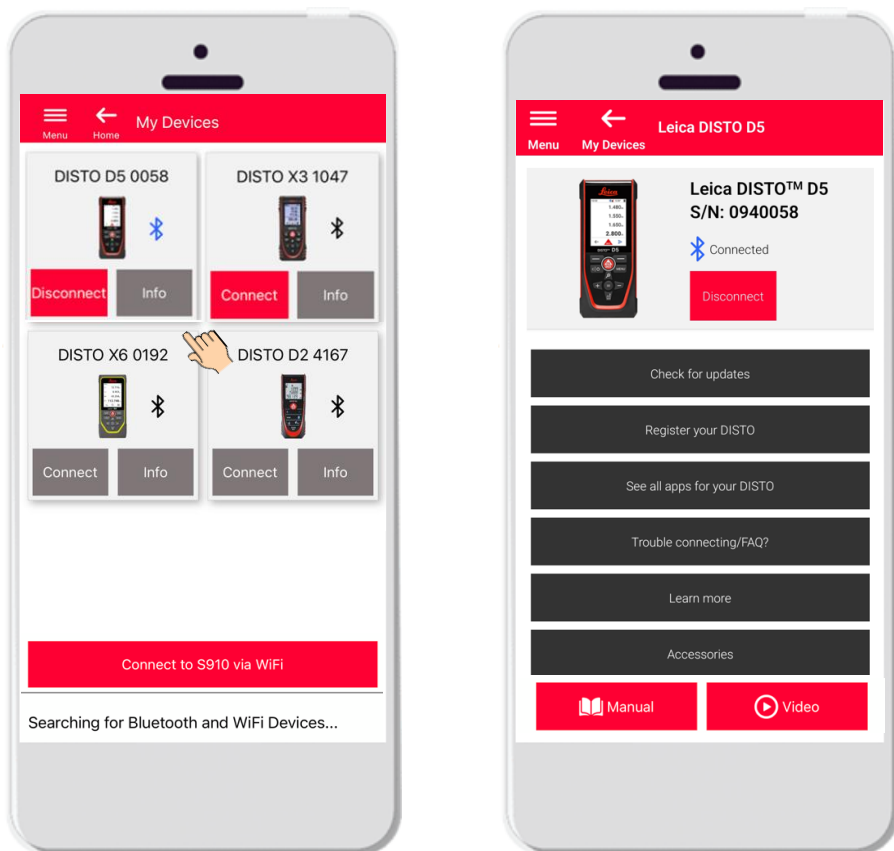 Menu
Home
My Devices
DISTO D5 0058
DISTO X3 1047
Disconnect
Info
Connect
Info
DISTO X6 0192
DISTO D2 4167
Connect
Info
Connect
Info
Connect to S910 via WiFi
Searching for Bluetooth and WiFi Devices...
Menu
My Devices
Leica DISTO D5
Leica DISTO™ D5
S/N: 0940058
Connected
Disconnect
Check for updates
Register your DISTO
See all apps for your DISTO
Trouble connecting/FAQ?
Learn more
Accessories
Manual
Video